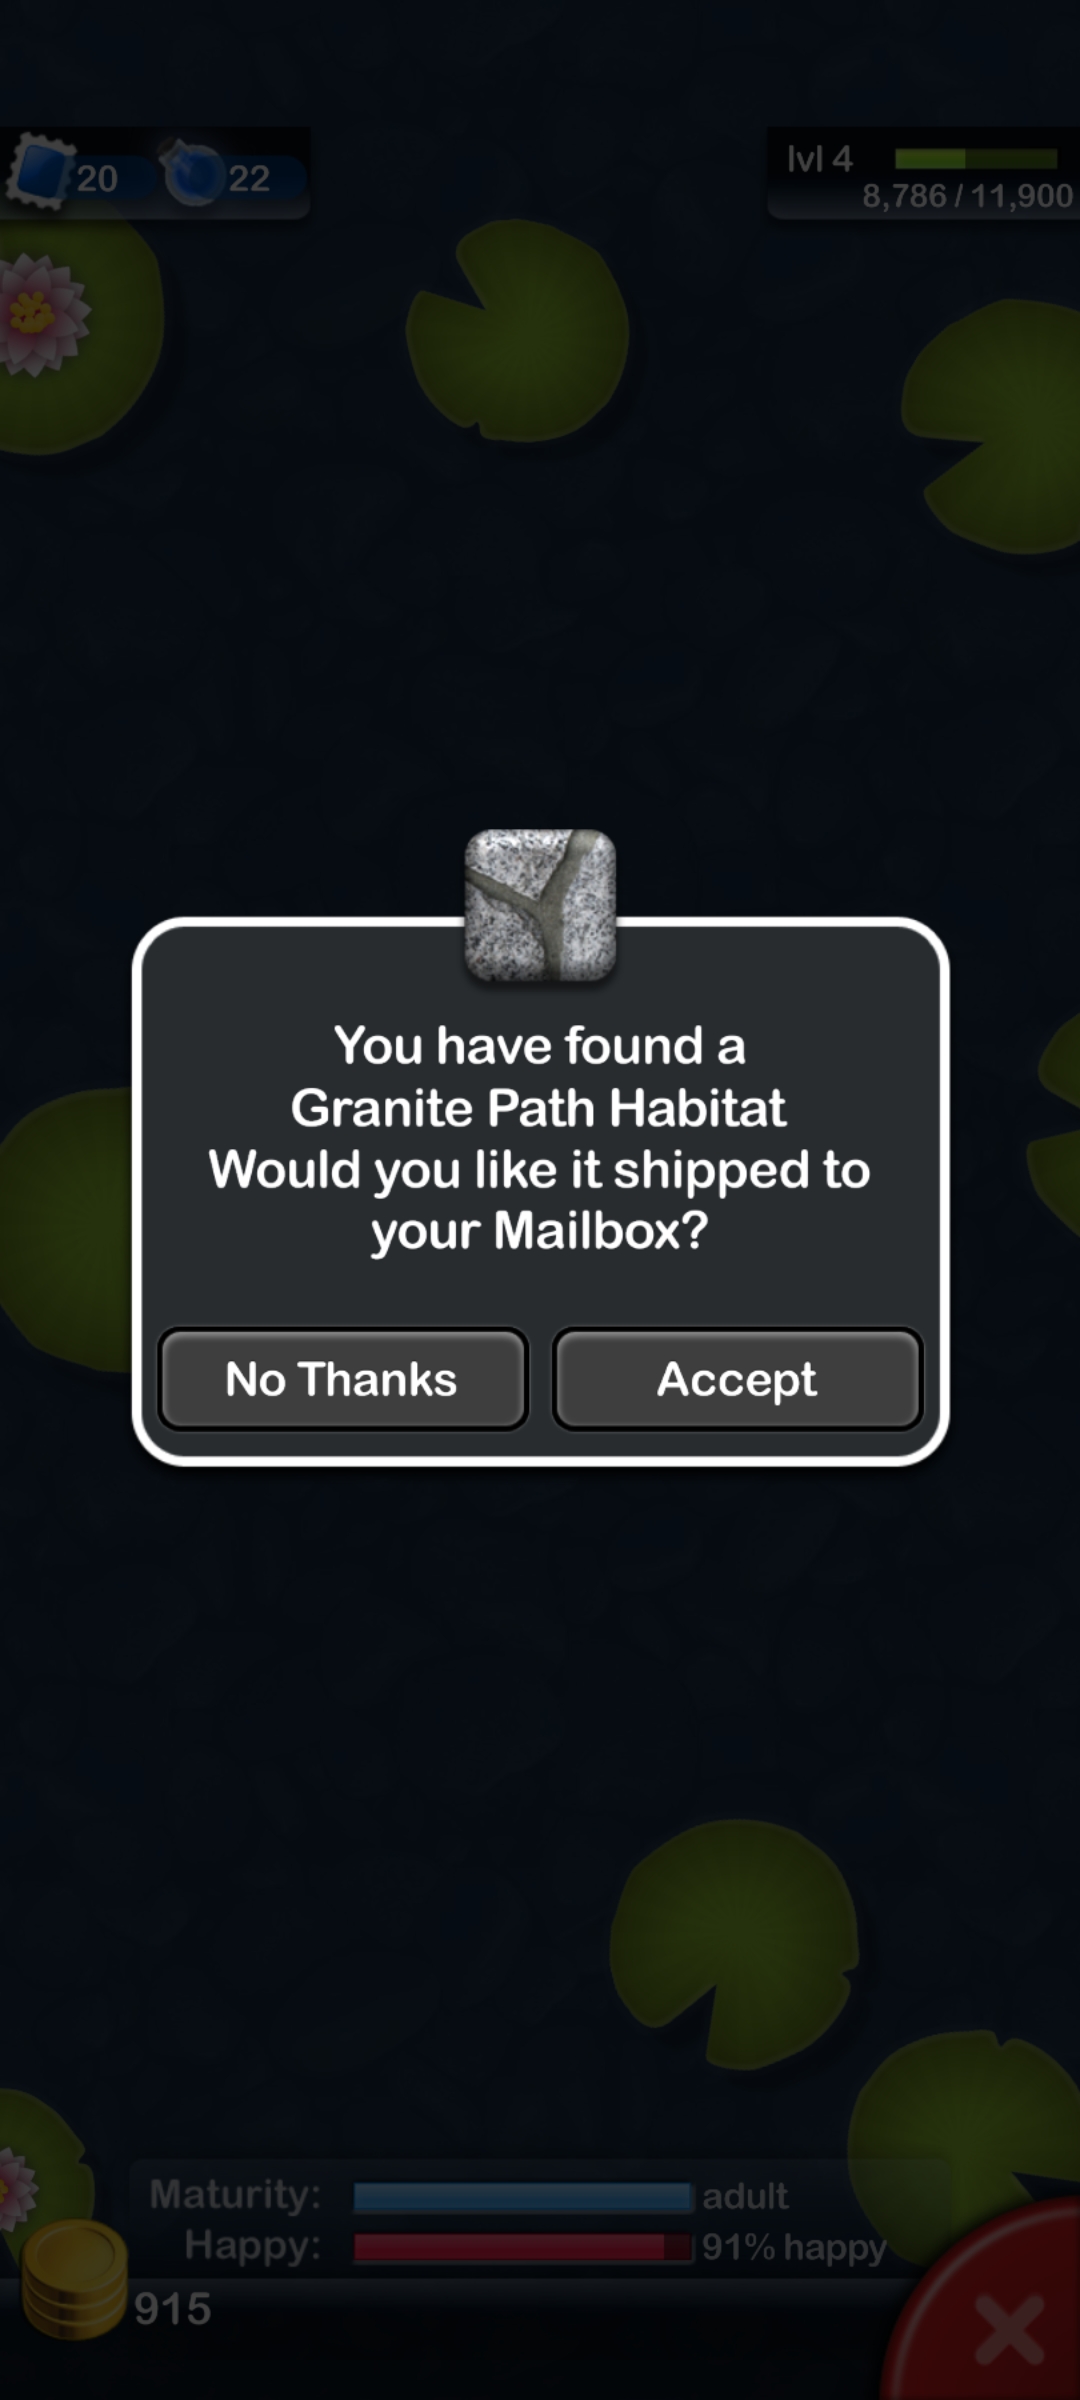 20 22
lvl 4
8,786 / 11,900
You have found a
Granite Path Habitat
Would you like it shipped to
your Mailbox?
No Thanks Accept
Maturity: adult
Happy: 91% happy
915